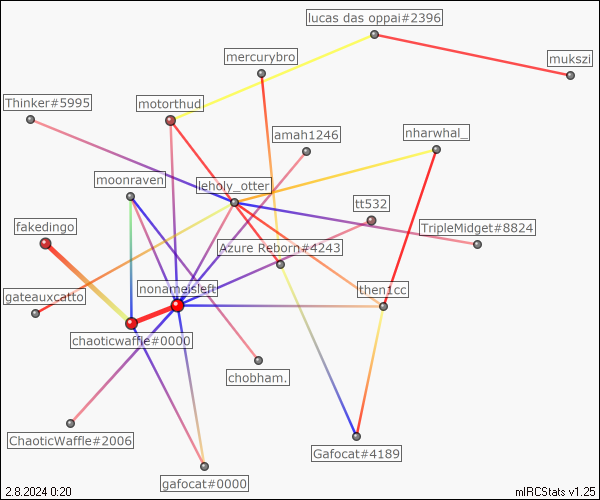 lucas das oppai#2396
mercurybro
mukszi
Thinker#5995
motorthud
amah1246
nharwhal_
moonraven
leholy_otter
tt532
fakedingo
TripleMidget#8824
Azure Reborn#4243
nonameisleft
then1cc
gateauxcatto
chaoticwaffle#0000
chobham.
ChaoticWaffle#2006
Gafocat#4189
gafocat#0000
2.8.2024 0:20
mIRCStats v1.25